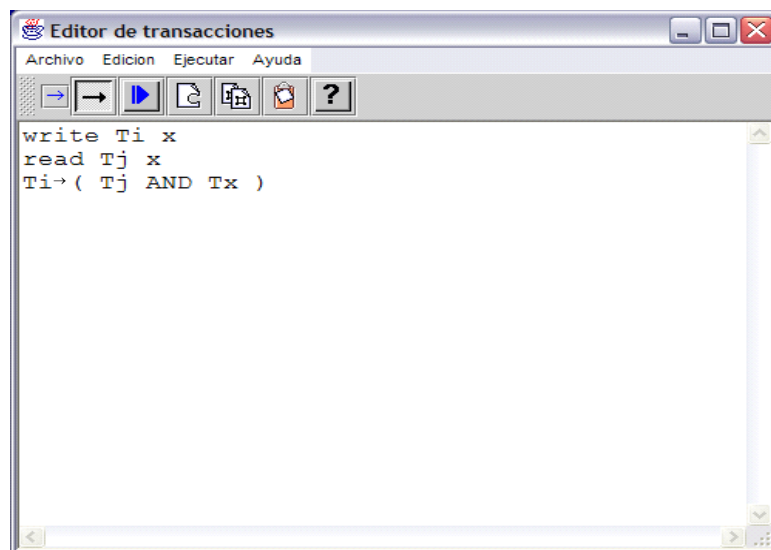 Editor de transacciones
Archivo Edicion Ejecutar Ayuda
?
write Ti x
read Tj x
Ti→( Tj AND Tx )